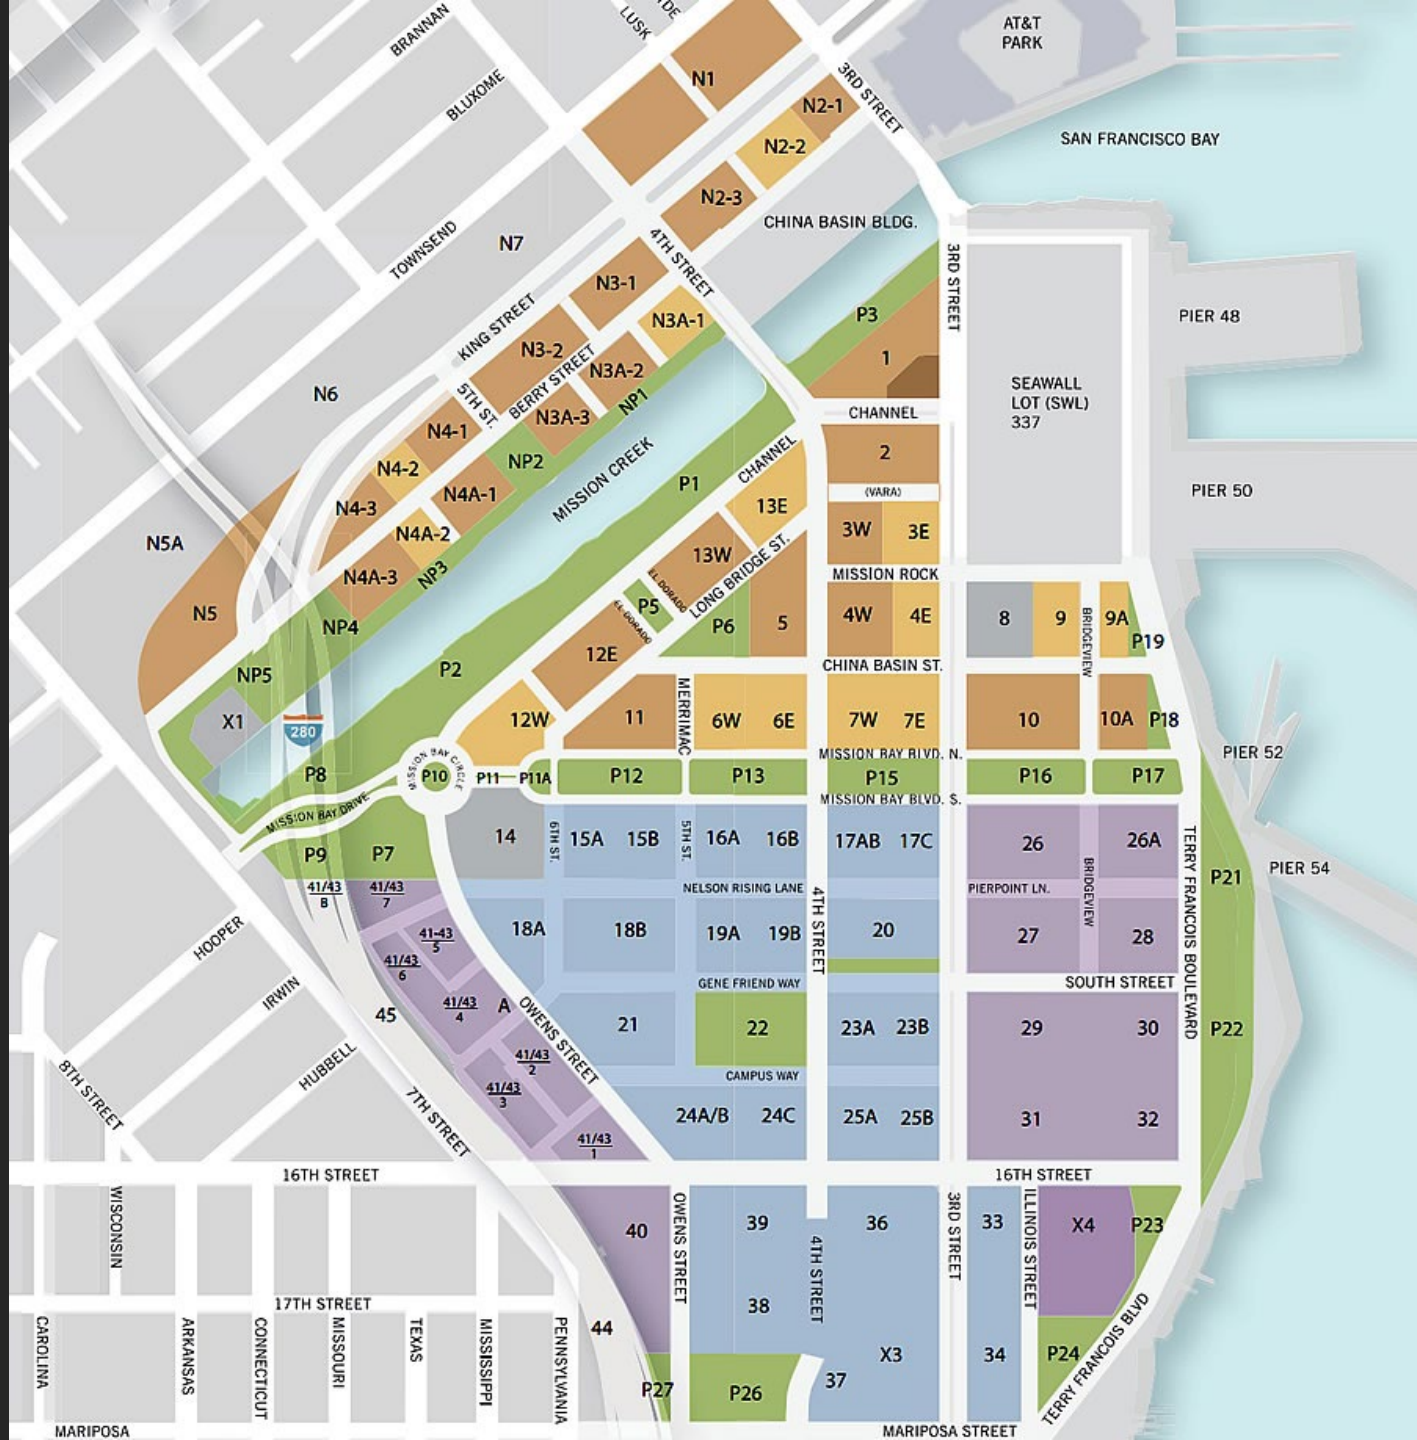 BRANNAN
LUSK
AT&T
PARK
BLUXOME
N1
3RD STREET
N2-1
N2-2
SAN FRANCISCO BAY
N2-3
CHINA BASIN BLDG.
TOWNSEND
N7
4TH STREET
3RD STREET
N3-1
N3A-1
P3
PIER 48
KING STREET
N3-2
BERRY STREET
N3A-2
1
N6
5TH ST.
N3A-3
NP1
SEAWALL
LOT (SWL)
337
CHANNEL
N4-1
NP2
MISSION CREEK
CHANNEL
2
N4-2
N4A-1
P1
(VARA)
PIER 50
N4-3
13E
N4A-2
3W
3E
N5A
13W
LONG BRIDGE ST.
N4A-3
NP3
MISSION ROCK
EL DORADO
P5
EL DORADO
N5
NP4
P6
5
4W
4E
8
9
BRIDGEVIEW
9A
P19
12E
CHINA BASIN ST.
NP5
P2
MERRIMAC
X1
280
12W
11
6W
6E
7W
7E
10
10A
P18
MISSION BAY BLVD. N.
PIER 52
P8
MISSION BAY CIRCLE
P10
P11
P11A
P12
P13
P15
P16
P17
MISSION BAY DRIVE
MISSION BAY BLVD. S.
14
6TH ST.
15A
15B
5TH ST.
16A
16B
17AB
17C
26
26A
TERRY FRANCOIS BOULEVARD
P9
P7
PIER 54
P21
41/43
8
41/43
7
NELSON RISING LANE
4TH STREET
PIERPOINT LN.
BRIDGEVIEW
HOOPER
41-43
5
18A
18B
19A
19B
20
27
28
41/43
6
GENE FRIEND WAY
SOUTH STREET
IRWIN
41/43
4
A
OWENS STREET
45
21
22
23A
23B
29
30
P22
HUBBELL
41/43
2
CAMPUS WAY
8TH STREET
41/43
3
7TH STREET
24A/B
24C
25A
25B
31
32
41/43
1
16TH STREET
16TH STREET
WISCONSIN
40
OWENS STREET
39
36
3RD STREET
33
ILLINOIS STREET
X4
P23
4TH STREET
17TH STREET
38
CAROLINA
ARKANSAS
CONNECTICUT
MISSOURI
TEXAS
MISSISSIPPI
PENNSYLVANIA
44
X3
34
P24
TERRY FRANCOIS BLVD
P27
P26
37
MARIPOSA
MARIPOSA STREET